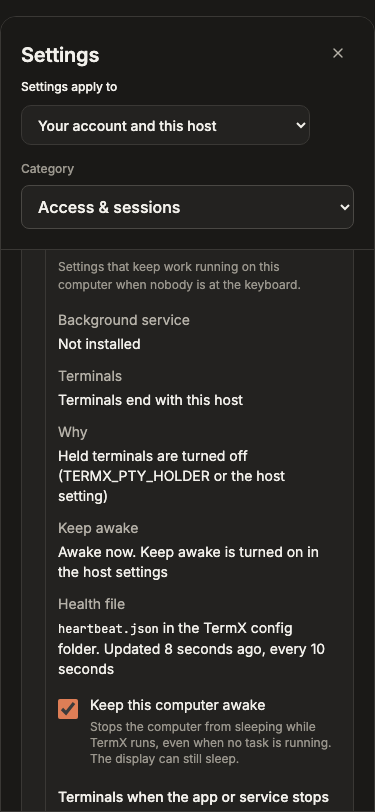 Settings
×
Settings apply to
Your account and this host
Category
Access & sessions
Settings that keep work running on this
computer when nobody is at the keyboard.
Background service
Not installed
Terminals
Terminals end with this host
Why
Held terminals are turned off
(TERMX_PTY_HOLDER or the host
setting)
Keep awake
Awake now. Keep awake is turned on in
the host settings
Health file
heartbeat.json in the TermX config
folder. Updated 8 seconds ago, every 10
seconds
Keep this computer awake
Stops the computer from sleeping while
TermX runs, even when no task is running.
The display can still sleep.
Terminals when the app or service stops